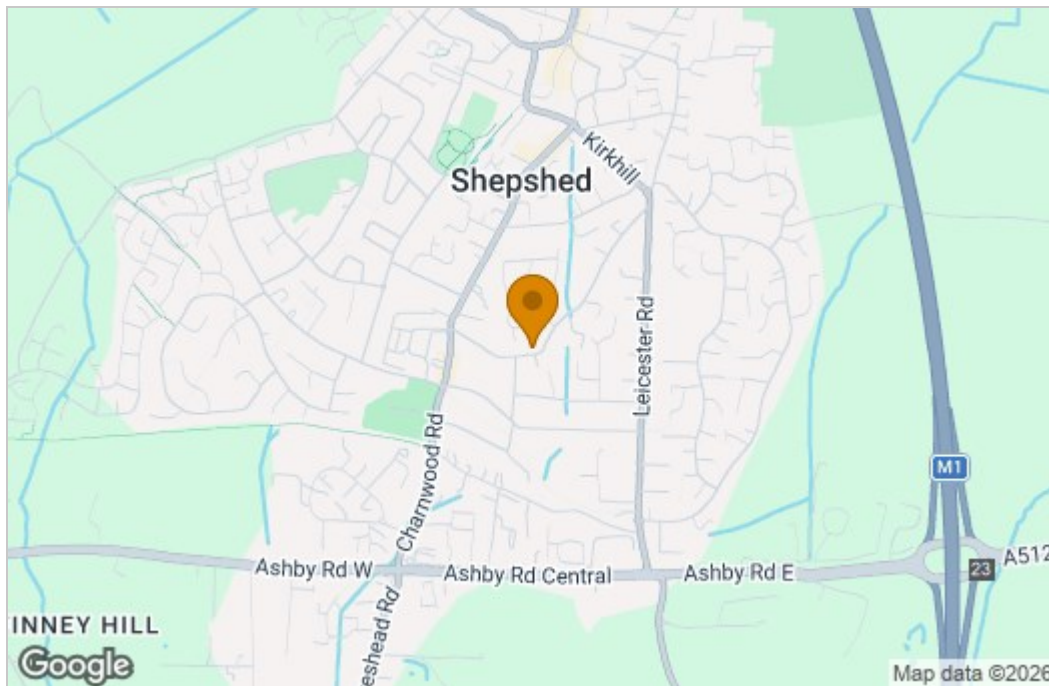 Kirkhill
Shepshed
Leicester Rd
Charnwood Rd
M1
Ashby Rd W
Ashby Rd Central
Ashby Rd E
23
A512
INNEY HILL
eshead Rd
Google
Map data ©2026